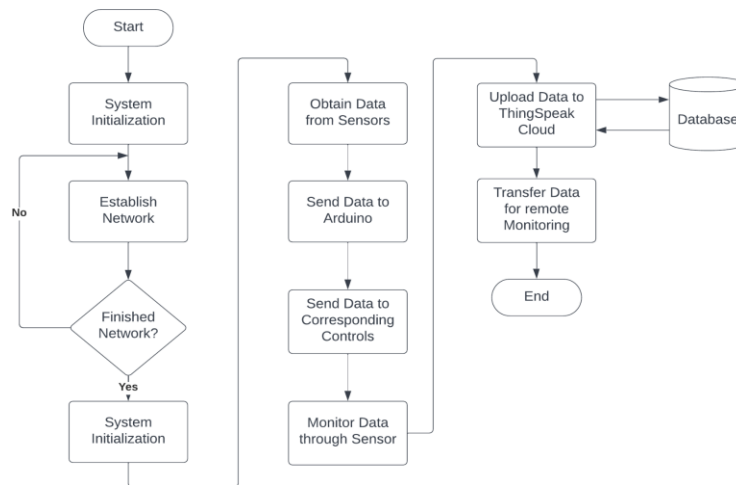 Start
System
Initialization
Establish
Network
No
Finished
Network?
Yes
System
Initialization
Obtain Data
from Sensors
Send Data to
Arduino
Send Data to
Corresponding
Controls
Monitor Data
through Sensor
Upload Data to
ThingSpeak
Cloud
Database
Transfer Data
for remote
Monitoring
End